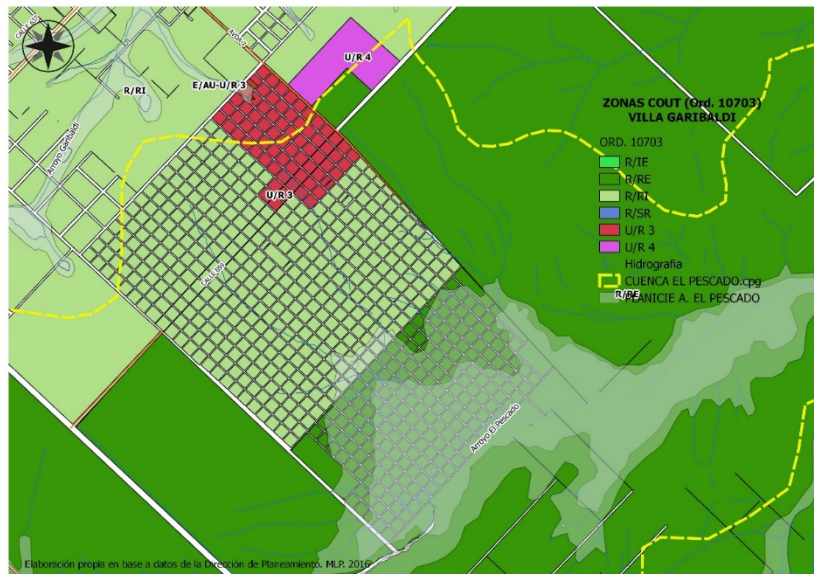 U/R 4
E/AU-U/R 3
R/RI
Arroyo Garibaldi
U/R 3
CALLE 690
Arroyo El Pescado
ZONAS COUT (Ord. 10703)
VILLA GARIBALDI
ORD. 10703
R/IE
R/RE
R/RI
R/SR
U/R 3
U/R 4
Hidrografia
CUENCA EL PESCADO.cpg
R/RE
PLANICIE A. EL PESCADO
Elaboración propia en base a datos de la Dirección de Planeamiento. MLP. 2016